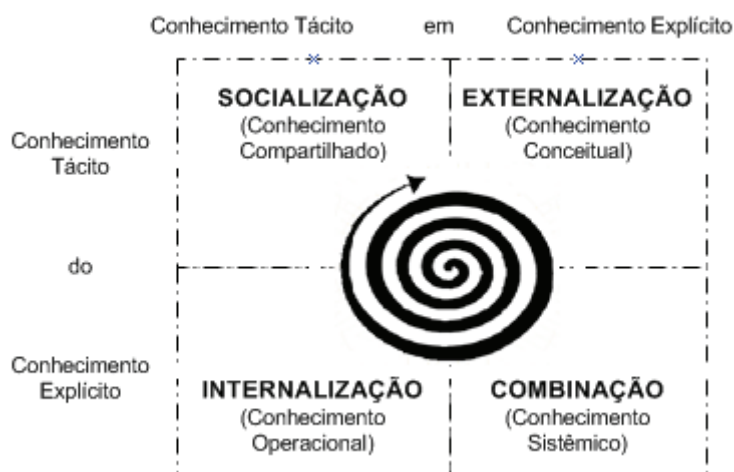 Conhecimento Tácito em Conhecimento Explícito
SOCIALIZAÇÃO
(Conhecimento
Compartilhado)
EXTERNALIZAÇÃO
(Conhecimento
Conceitual)
Conhecimento
Tácito
do
Conhecimento
Explícito
INTERNALIZAÇÃO
(Conhecimento
Operacional)
COMBINAÇÃO
(Conhecimento
Sistêmico)